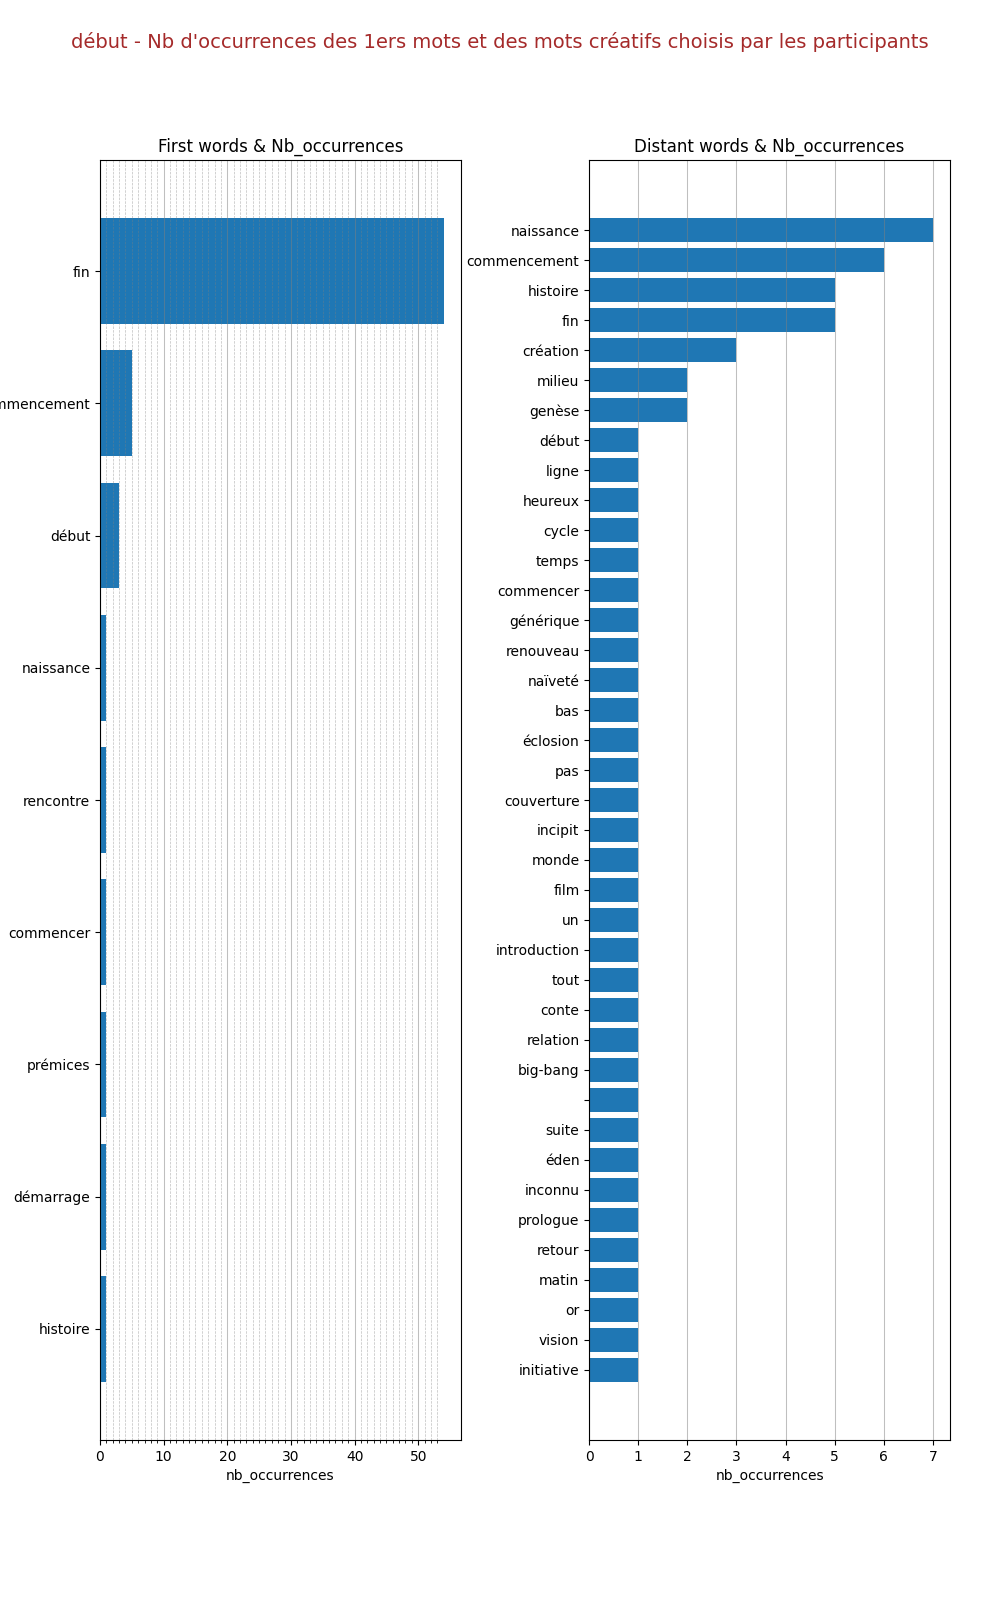 début - Nb d'occurrences des 1ers mots et des mots créatifs choisis par les participants
First words & Nb_occurrences
fin
mmencement
début
naissance
rencontre
commencer
prémices
démarrage
histoire
0 10 20 30 40 50
nb_occurrences
Distant words & Nb_occurrences
naissance
commencement
histoire
fin
création
milieu
genèse
début
ligne
heureux
cycle
temps
commencer
générique
renouveau
naïveté
bas
éclosion
pas
couverture
incipit
monde
film
un
introduction
tout
conte
relation
big-bang
suite
éden
inconnu
prologue
retour
matin
or
vision
initiative
0 1 2 3 4 5 6 7
nb_occurrences